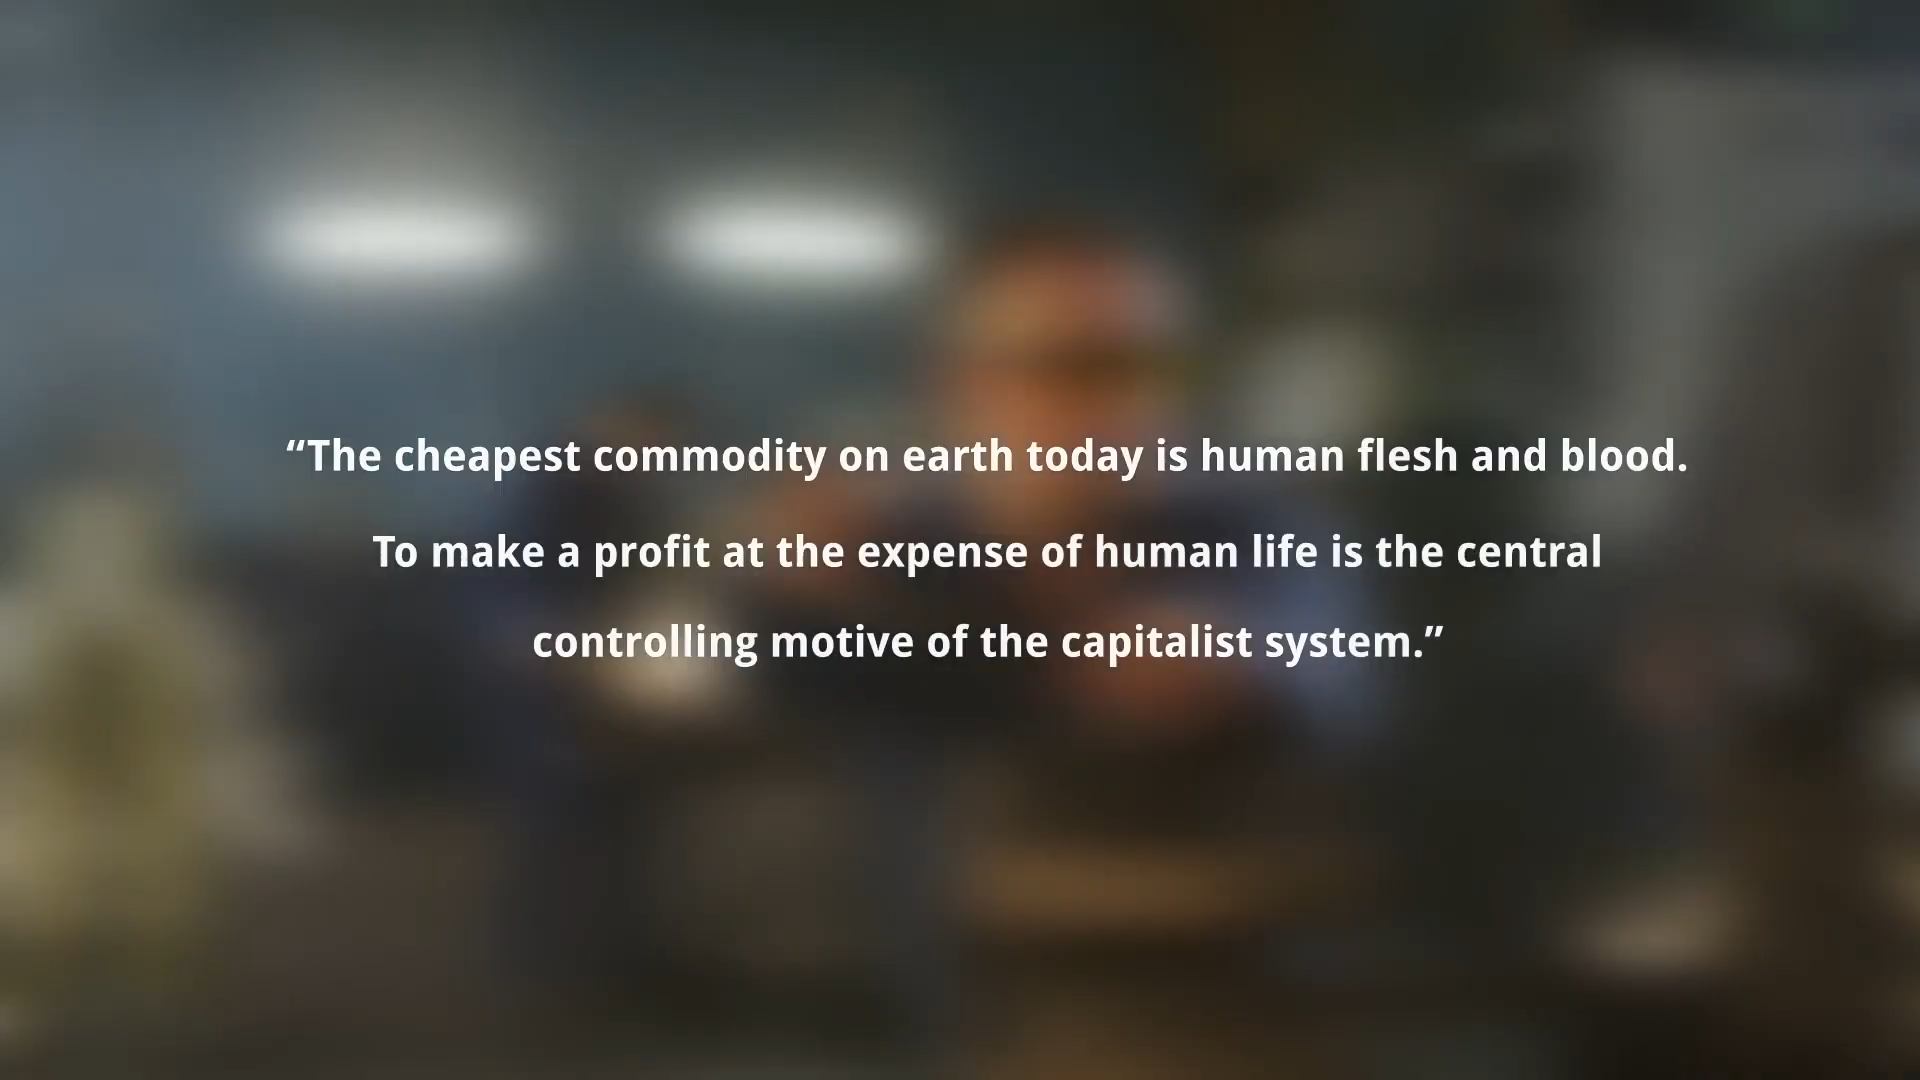 “The cheapest commodity on earth today is human flesh and blood.
To make a profit at the expense of human life is the central
controlling motive of the capitalist system.”